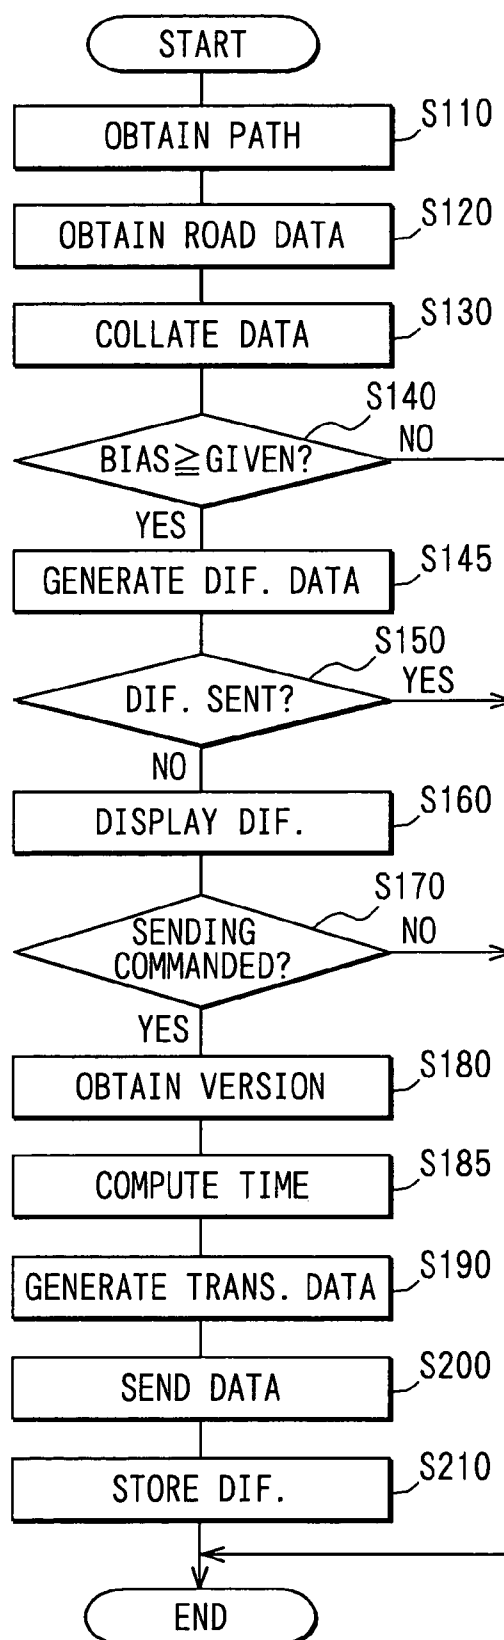 START
OBTAIN PATH
S110
OBTAIN ROAD DATA
S120
COLLATE DATA
S130
S140
BIAS≧GIVEN?
NO
YES
GENERATE DIF. DATA
S145
S150
DIF. SENT?
YES
NO
DISPLAY DIF.
S160
S170
SENDING
COMMANDED?
NO
YES
OBTAIN VERSION
S180
COMPUTE TIME
S185
GENERATE TRANS. DATA
S190
SEND DATA
S200
STORE DIF.
S210
END